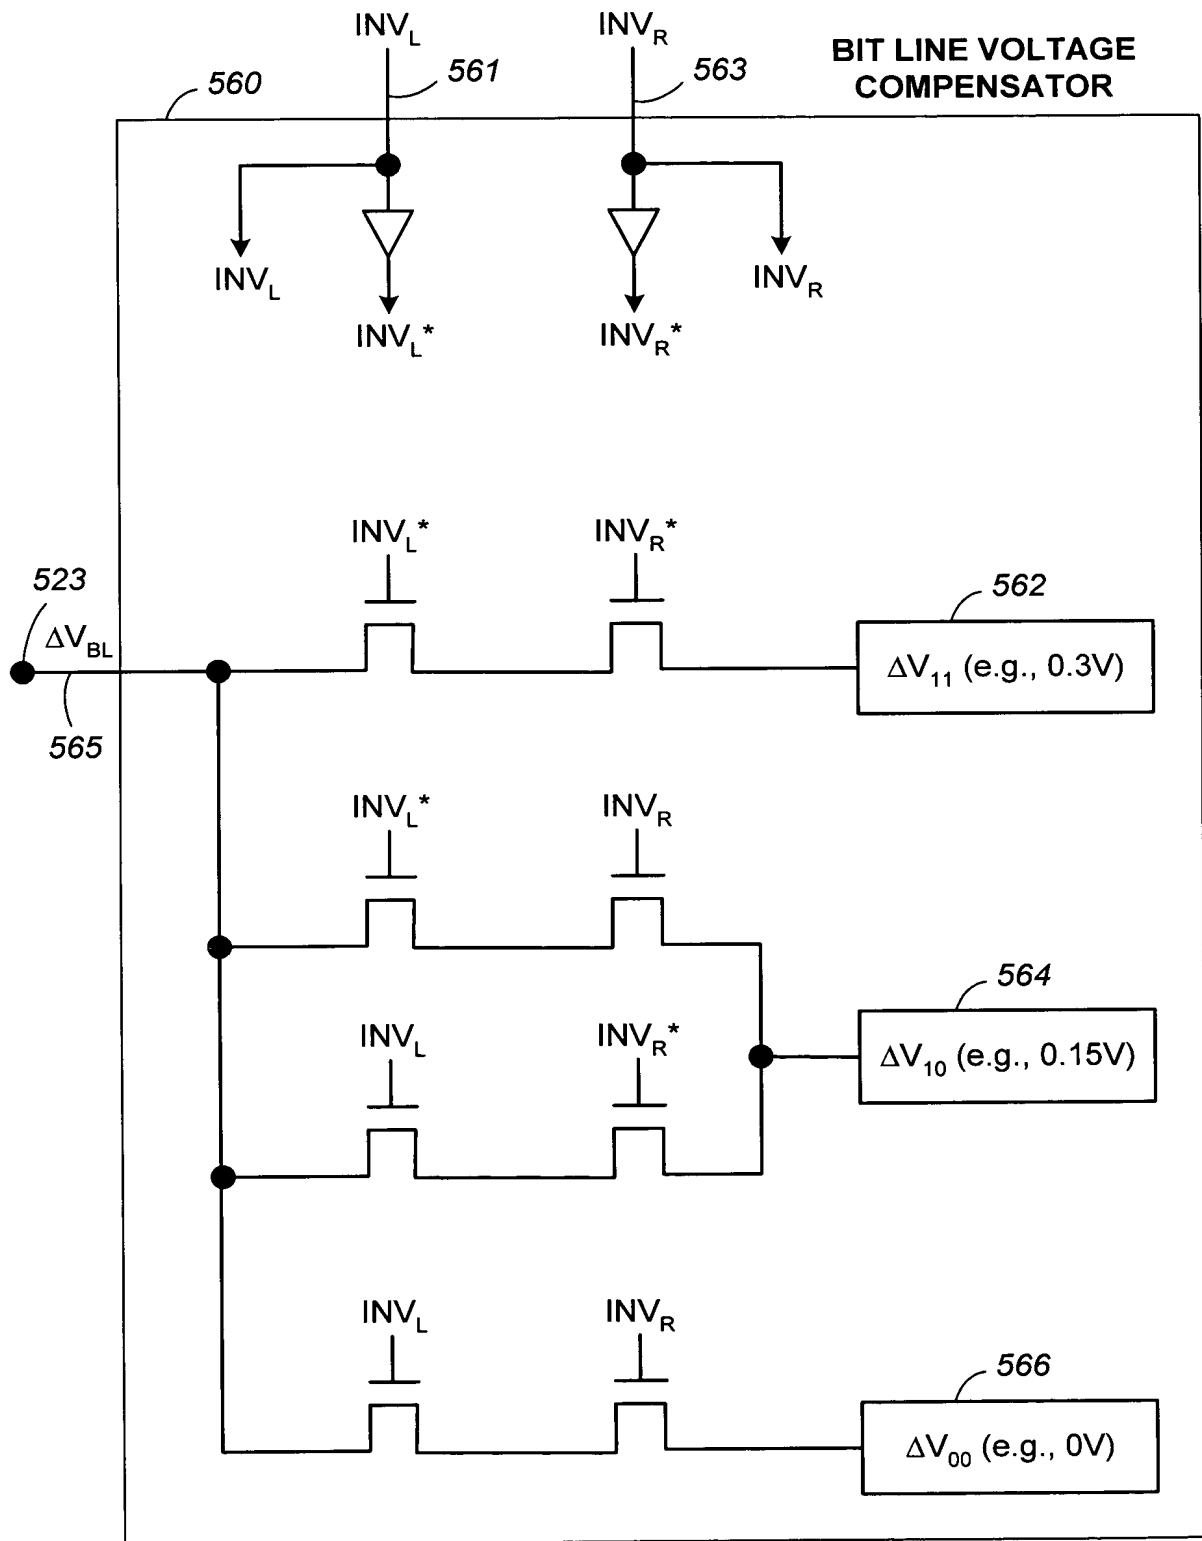 INV_L INV_R
BIT LINE VOLTAGE
COMPENSATOR
560 561 563
INV_L INV_L* INV_R* INV_R
INV_L* INV_R*
523
ΔV_BL
565
562
ΔV_11 (e.g., 0.3V)
INV_L* INV_R
564
ΔV_10 (e.g., 0.15V)
INV_L INV_R*
INV_L INV_R
566
ΔV_00 (e.g., 0V)